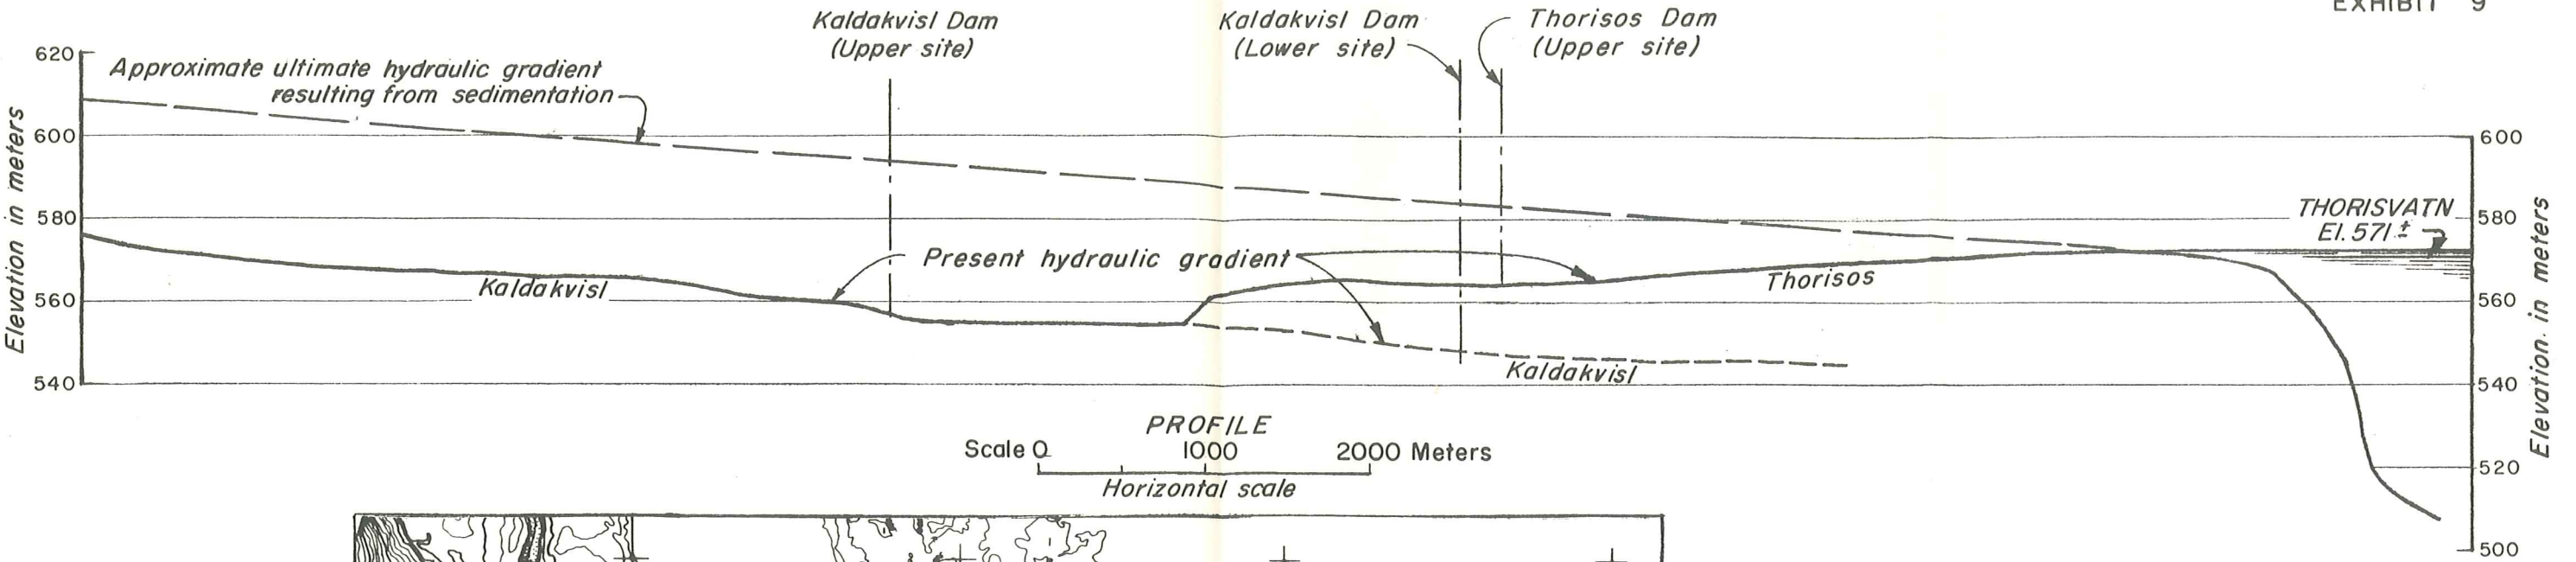 EXHIBIT 9
Kaldakvisl Dam
(Upper site)
Kaldakvisl Dam
(Lower site)
Thorisos Dam
(Upper site)
620
600
580
560
540
Elevation in meters
Approximate ultimate hydraulic gradient
resulting from sedimentation
Present hydraulic gradient
Kaldakvisl
Thorisos
Kaldakvisl
THORISVATN
El. 571 ±
600
580
560
540
520
500
Elevation in meters
PROFILE
Scale 0 1000 2000 Meters
Horizontal scale